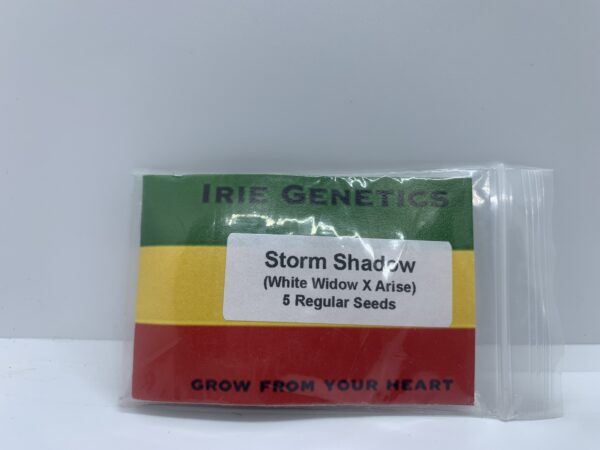 IRIE GENETICS
Storm Shadow
(White Widow X Arise)
5 Regular Seeds
GROW FROM YOUR HEART